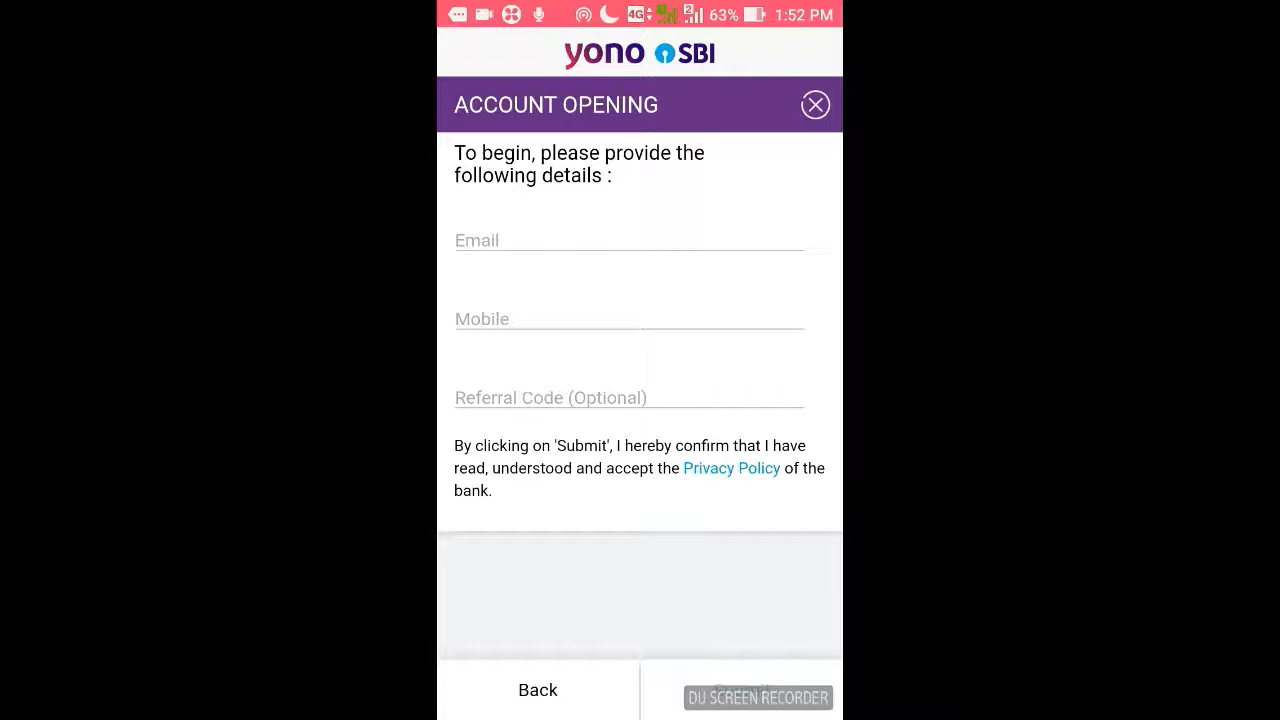 4G 2 63% 1:52 PM
yono SBI
ACCOUNT OPENING
To begin, please provide the
following details :
Email
Mobile
Referral Code (Optional)
By clicking on 'Submit', I hereby confirm that I have
read, understood and accept the Privacy Policy of the
bank.
Back
DU SCREEN RECORDER